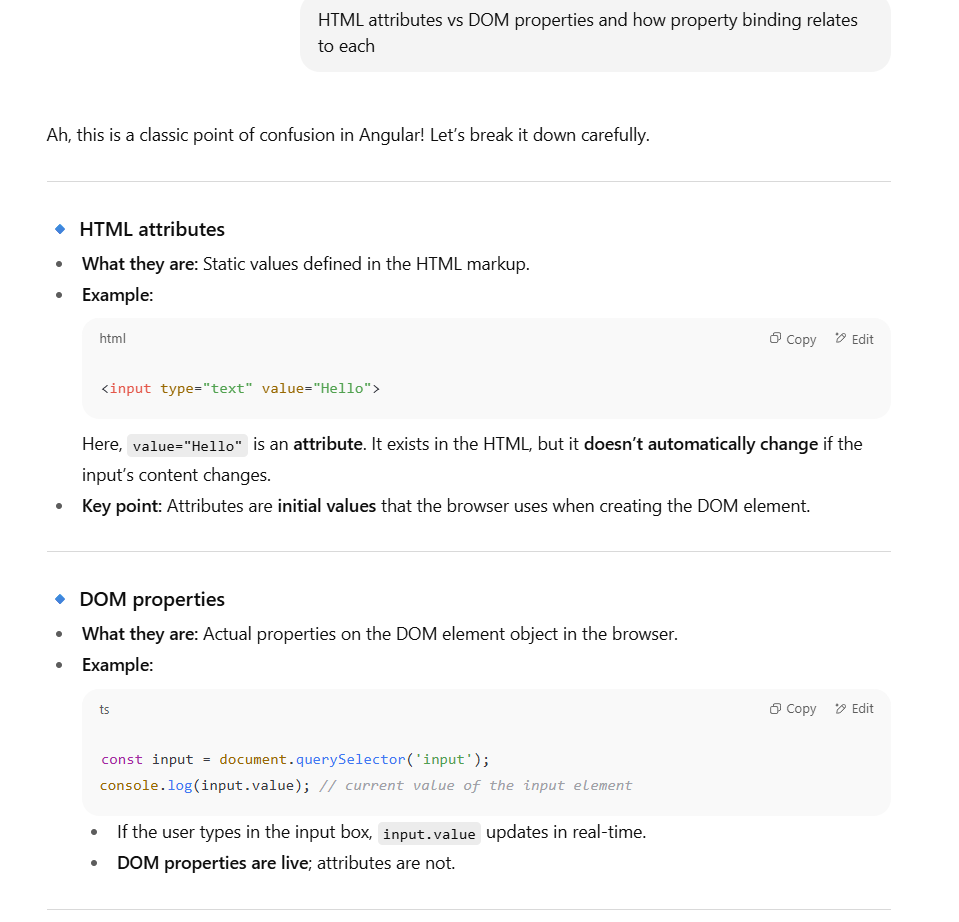 HTML attributes vs DOM properties and how property binding relates
to each
Ah, this is a classic point of confusion in Angular! Let’s break it down carefully.
HTML attributes
What they are: Static values defined in the HTML markup.
Example:
html
Copy
Edit
<input type="text" value="Hello">
Here, value="Hello" is an attribute. It exists in the HTML, but it doesn’t automatically change if the
input’s content changes.
Key point: Attributes are initial values that the browser uses when creating the DOM element.
DOM properties
What they are: Actual properties on the DOM element object in the browser.
Example:
ts
Copy
Edit
const input = document.querySelector('input');
console.log(input.value); // current value of the input element
If the user types in the input box, input.value updates in real-time.
DOM properties are live; attributes are not.